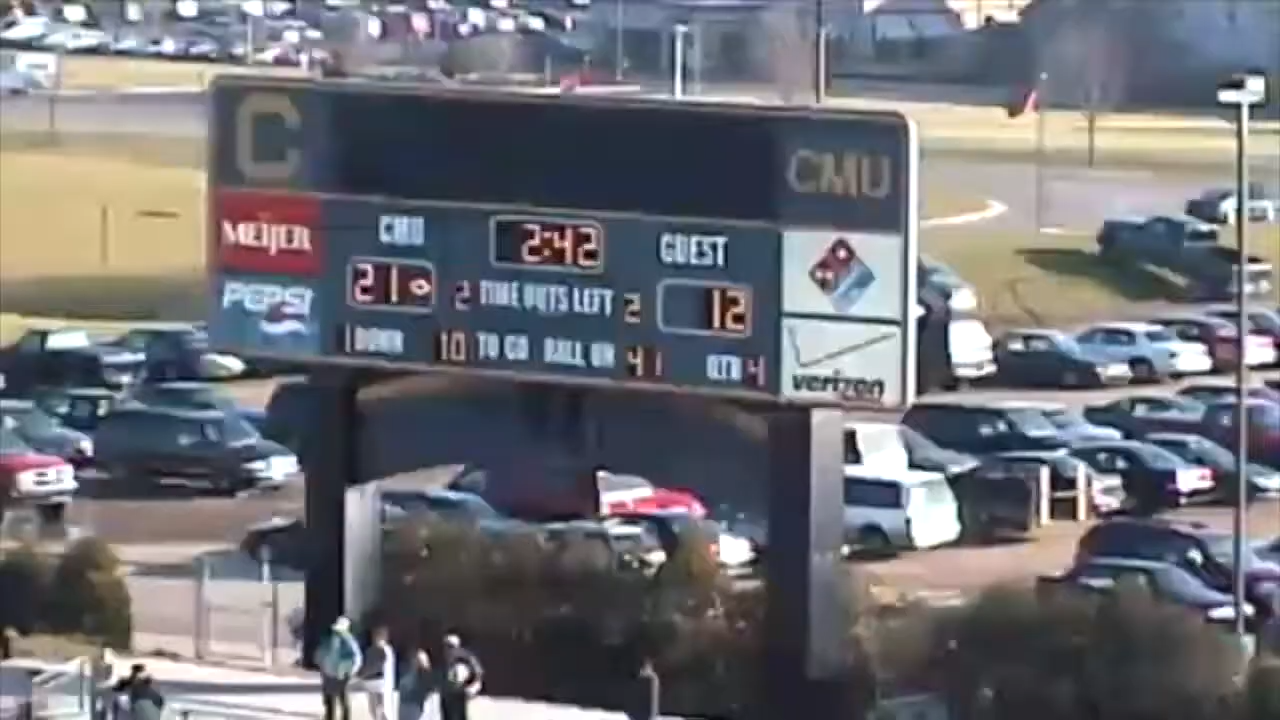 C
CMU
MEIJER
CMU
2:42
GUEST
PEPSI
21
2 TIME OUTS LEFT 2
12
1 DOWN 10 TO GO BALL ON 41 QTR 4
verizon